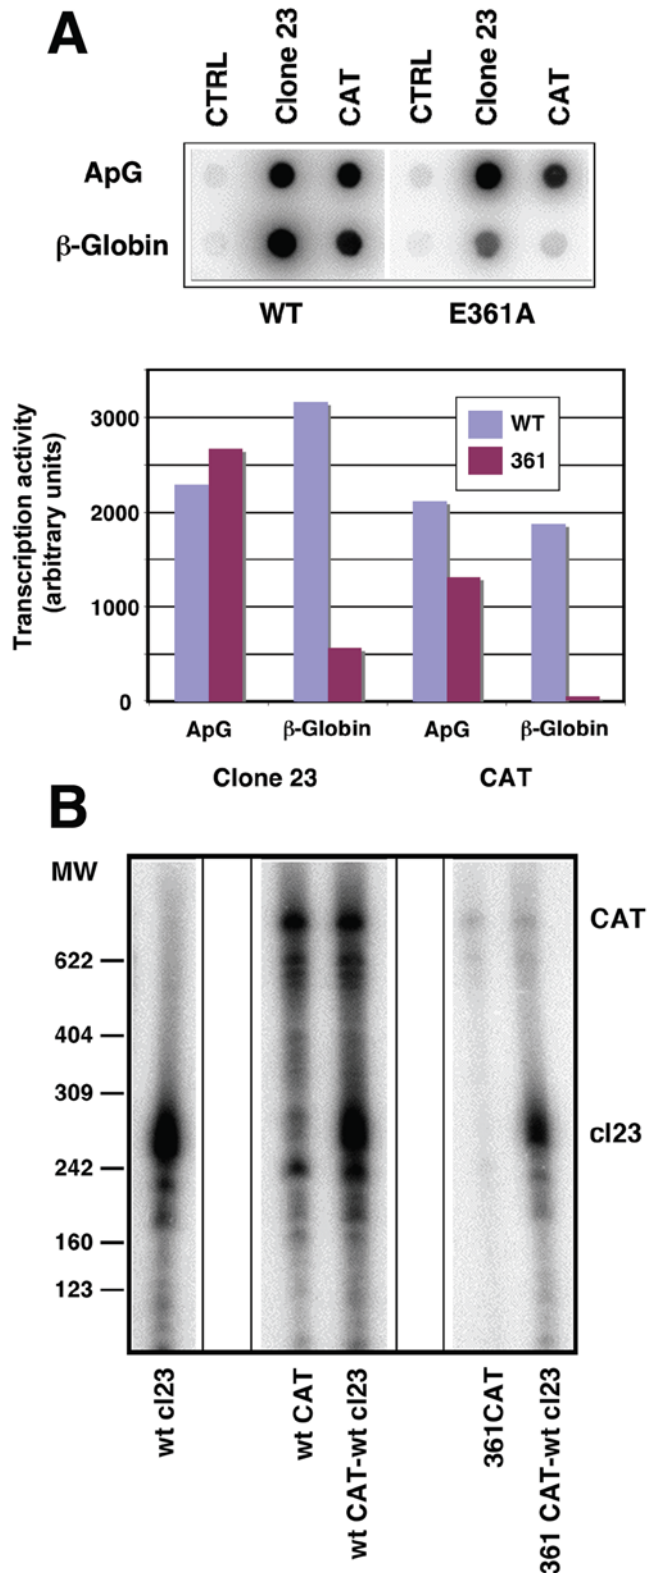 A
CTRL
Clone 23
CAT
CTRL
Clone 23
CAT
ApG
β-Globin
WT
E361A
Transcription activity
(arbitrary units)
3000
2000
1000
0
WT
361
ApG
β-Globin
ApG
β-Globin
Clone 23
CAT
B
MW
622
404
309
242
160
123
CAT
cl23
wt cl23
wt CAT
wt CAT-wt cl23
361CAT
361 CAT-wt cl23